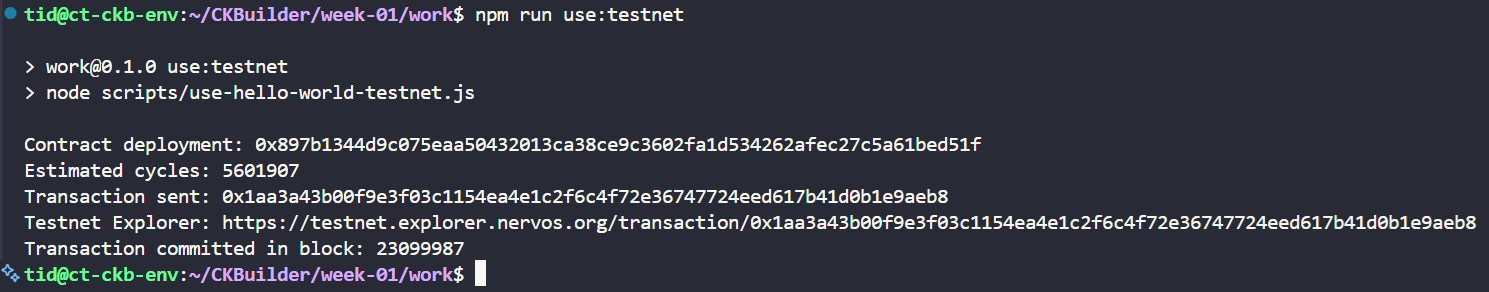 tid@ct-ckb-env:~/CKBuilder/week-01/work$ npm run use:testnet
> work@0.1.0 use:testnet
> node scripts/use-hello-world-testnet.js
Contract deployment: 0x897b1344d9c075eaa50432013ca38ce9c3602fa1d534262afec27c5a61bed51f
Estimated cycles: 5601907
Transaction sent: 0x1aa3a43b00f9e3f03c1154ea4e1c2f6c4f72e36747724eed617b41d0b1e9aeb8
Testnet Explorer: https://testnet.explorer.nervos.org/transaction/0x1aa3a43b00f9e3f03c1154ea4e1c2f6c4f72e36747724eed617b41d0b1e9aeb8
Transaction committed in block: 23099987
tid@ct-ckb-env:~/CKBuilder/week-01/work$